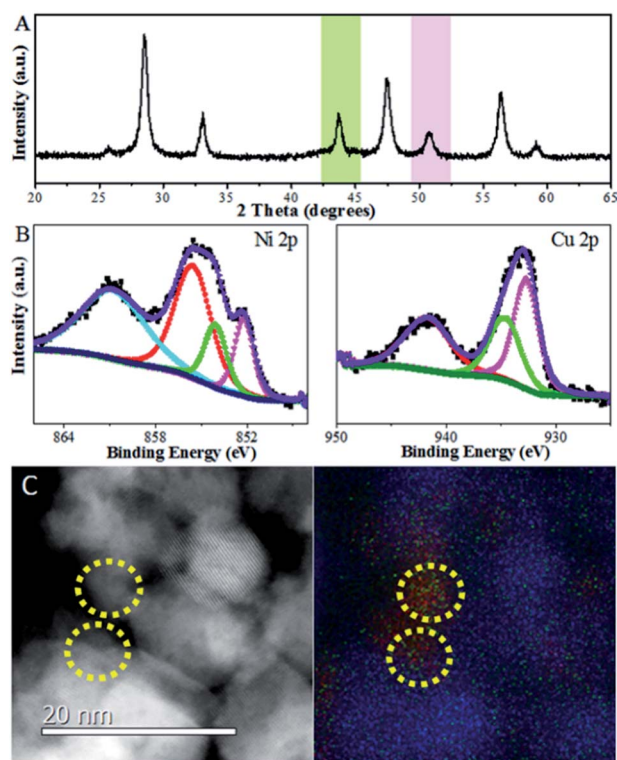 A
Intensity (a.u.)
20 25 30 35 40 45 50 55 60 65
2 Theta (degrees)
B
Ni 2p
Cu 2p
Intensity (a.u.)
864 858 852
950 940 930
Binding Energy (eV)
Binding Energy (eV)
C
20 nm